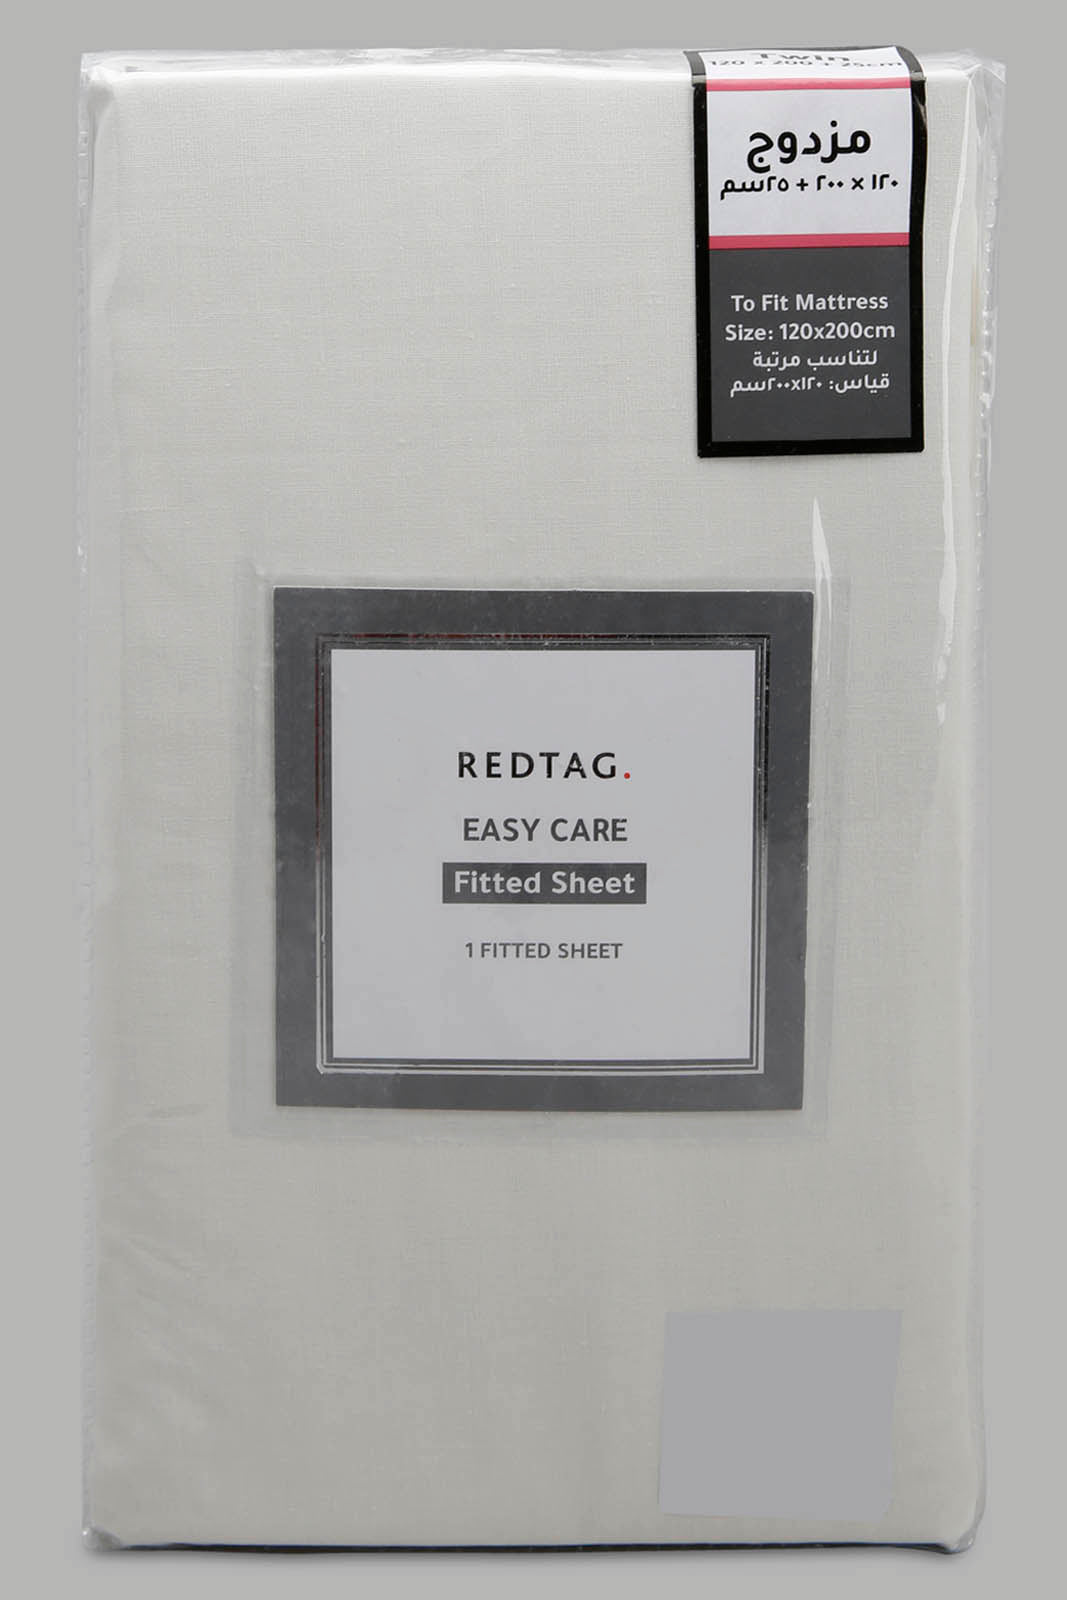 Twin
120 x 200 + 25cm
مزدوج
١٢٠ x ٢٠٠ + ٢٥سم
To Fit Mattress
Size: 120x200cm
لتناسب مرتبة
قياس: ١٢٠x٢٠٠سم
REDTAG.
EASY CARE
Fitted Sheet
1 FITTED SHEET